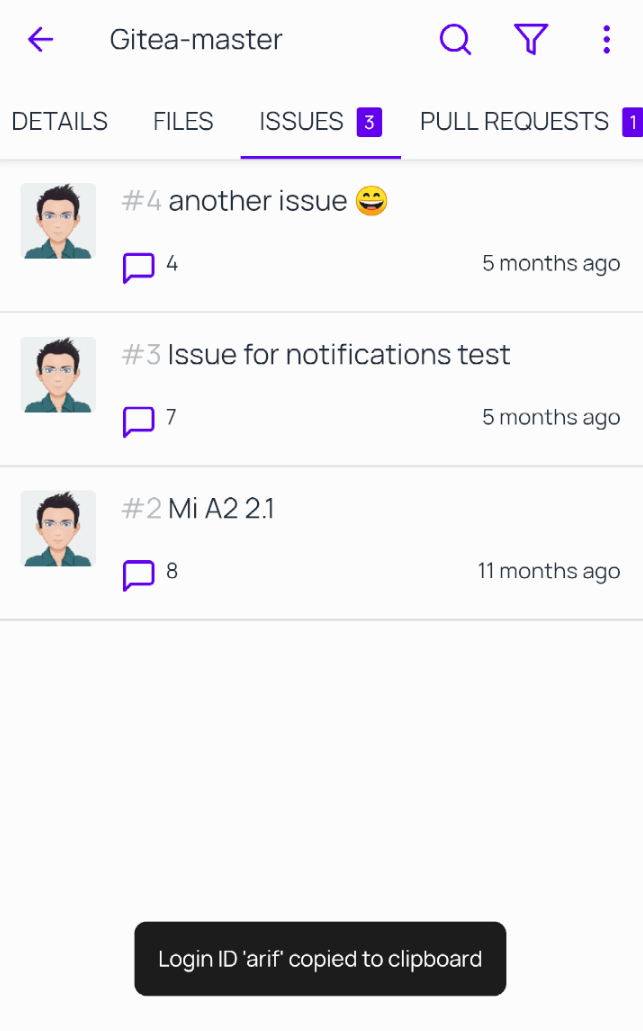 Gitea-master
DETAILS FILES ISSUES 3 PULL REQUESTS 1
#4 another issue 😄
4 5 months ago
#3 Issue for notifications test
7 5 months ago
#2 Mi A2 2.1
8 11 months ago
Login ID 'arif' copied to clipboard